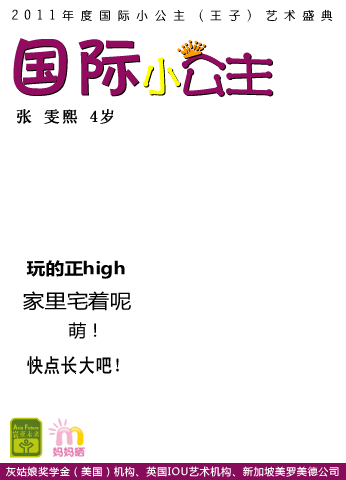 2011年度国际小公主（王子）艺术盛典
国际小公主
张 雯熙 4岁
玩的正high
家里宅着呢
萌！
快点长大吧！
Asia Future
妈妈晒
灰姑娘奖学金（美国）机构、英国IOU艺术机构、新加坡美罗美德公司